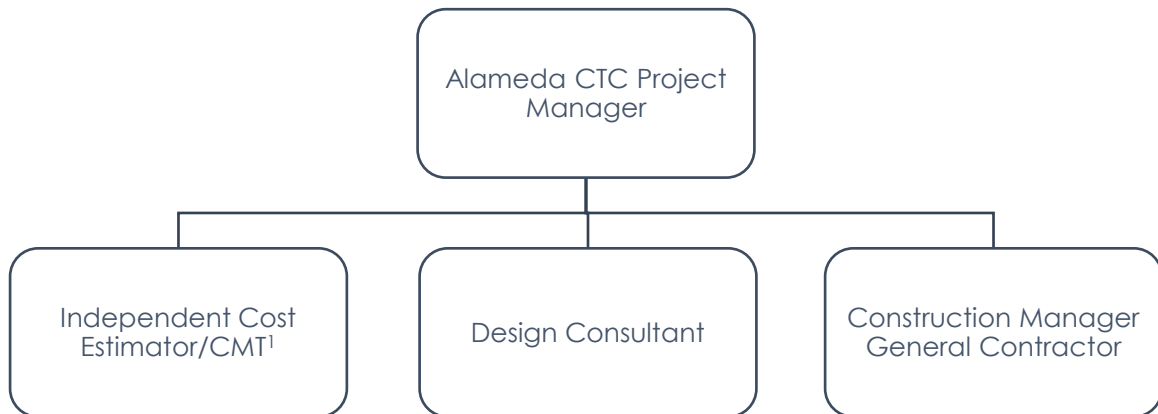 Alameda CTC Project
Manager
Independent Cost
Estimator/CMT¹
Design Consultant
Construction Manager
General Contractor